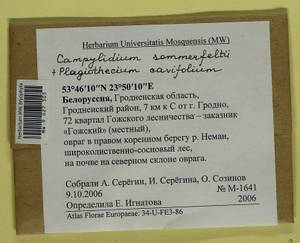 Herbarium Universitatis Mosquensis (MW)
Campylidium sommerfeltii
+ Plagiothecium cavifolium
53°46'10"N 23°50'10"E
Белоруссия, Гродненская область,
Гродненский район, 7 км к С от г. Гродно,
72 квартал Гожского лесничества – заказник
«Гожский» (местный),
овраг в правом коренном берегу р. Неман,
широколиственно-сосновый лес,
на почве на северном склоне оврага.
Собрали А. Серёгин, И. Серёгина, О. Созинов
9.10.2006 № М-1641
Определила Е. Игнатова 2006
Atlas Florae Europaeae: 34-U-FE3-86